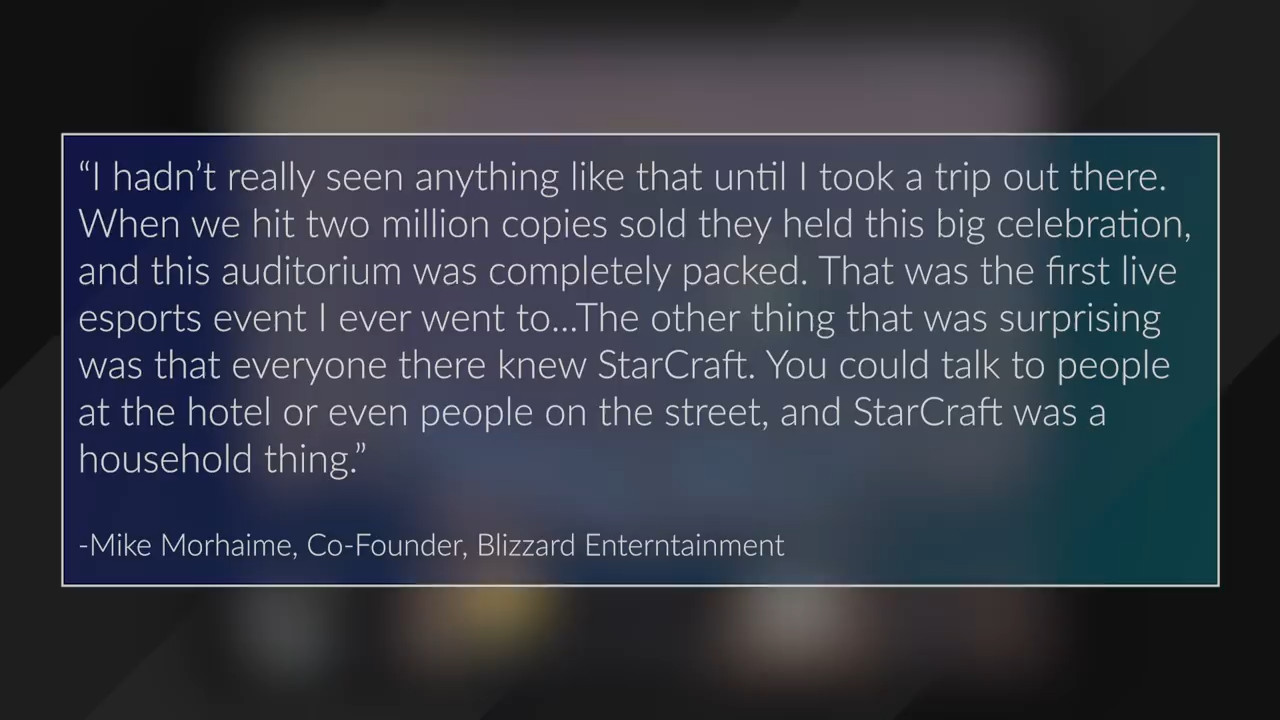 “I hadn’t really seen anything like that until I took a trip out there.
When we hit two million copies sold they held this big celebration,
and this auditorium was completely packed. That was the first live
esports event I ever went to...The other thing that was surprising
was that everyone there knew StarCraft. You could talk to people
at the hotel or even people on the street, and StarCraft was a
household thing.”
-Mike Morhaime, Co-Founder, Blizzard Enterntainment